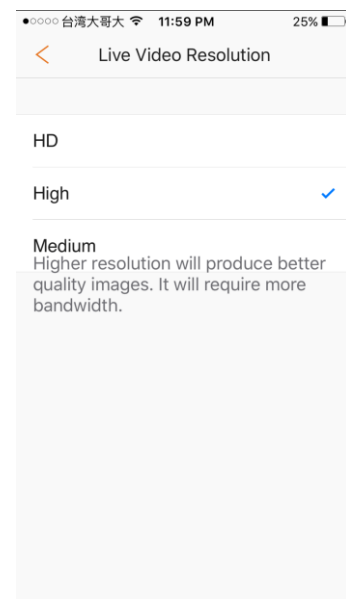 台湾大哥大 11:59 PM 25%
Live Video Resolution
HD
High
Medium
Higher resolution will produce better
quality images. It will require more
bandwidth.